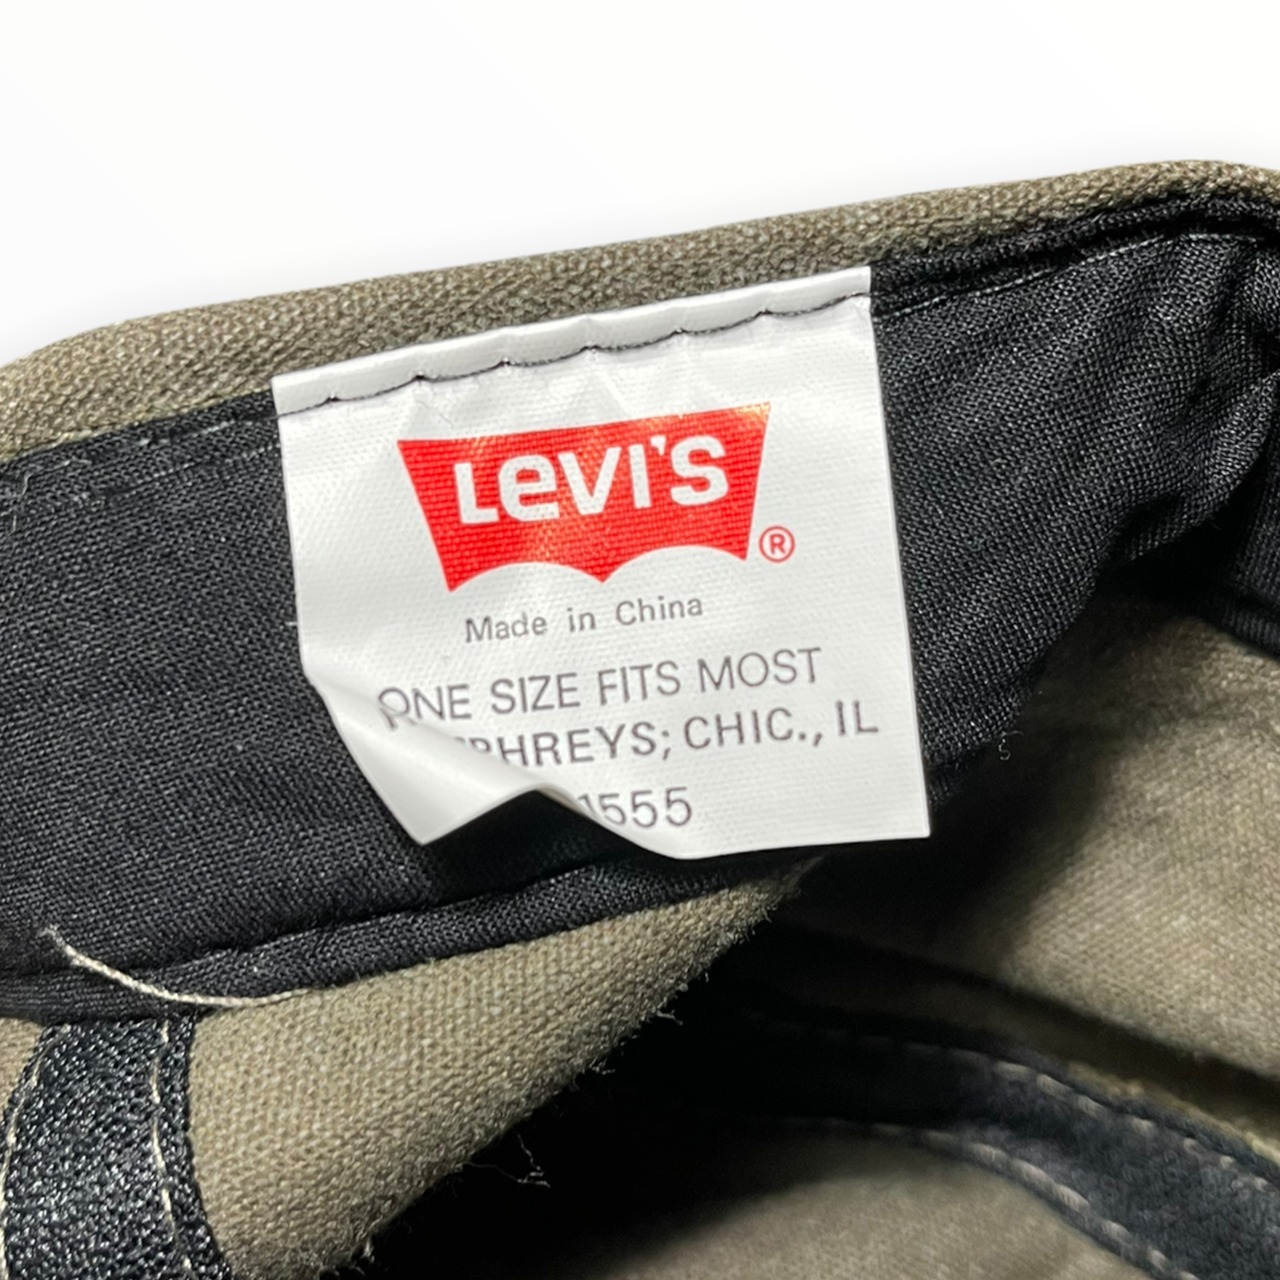 LEVI'S
®
Made in China
ONE SIZE FITS MOST
PHREYS; CHIC., IL
1555